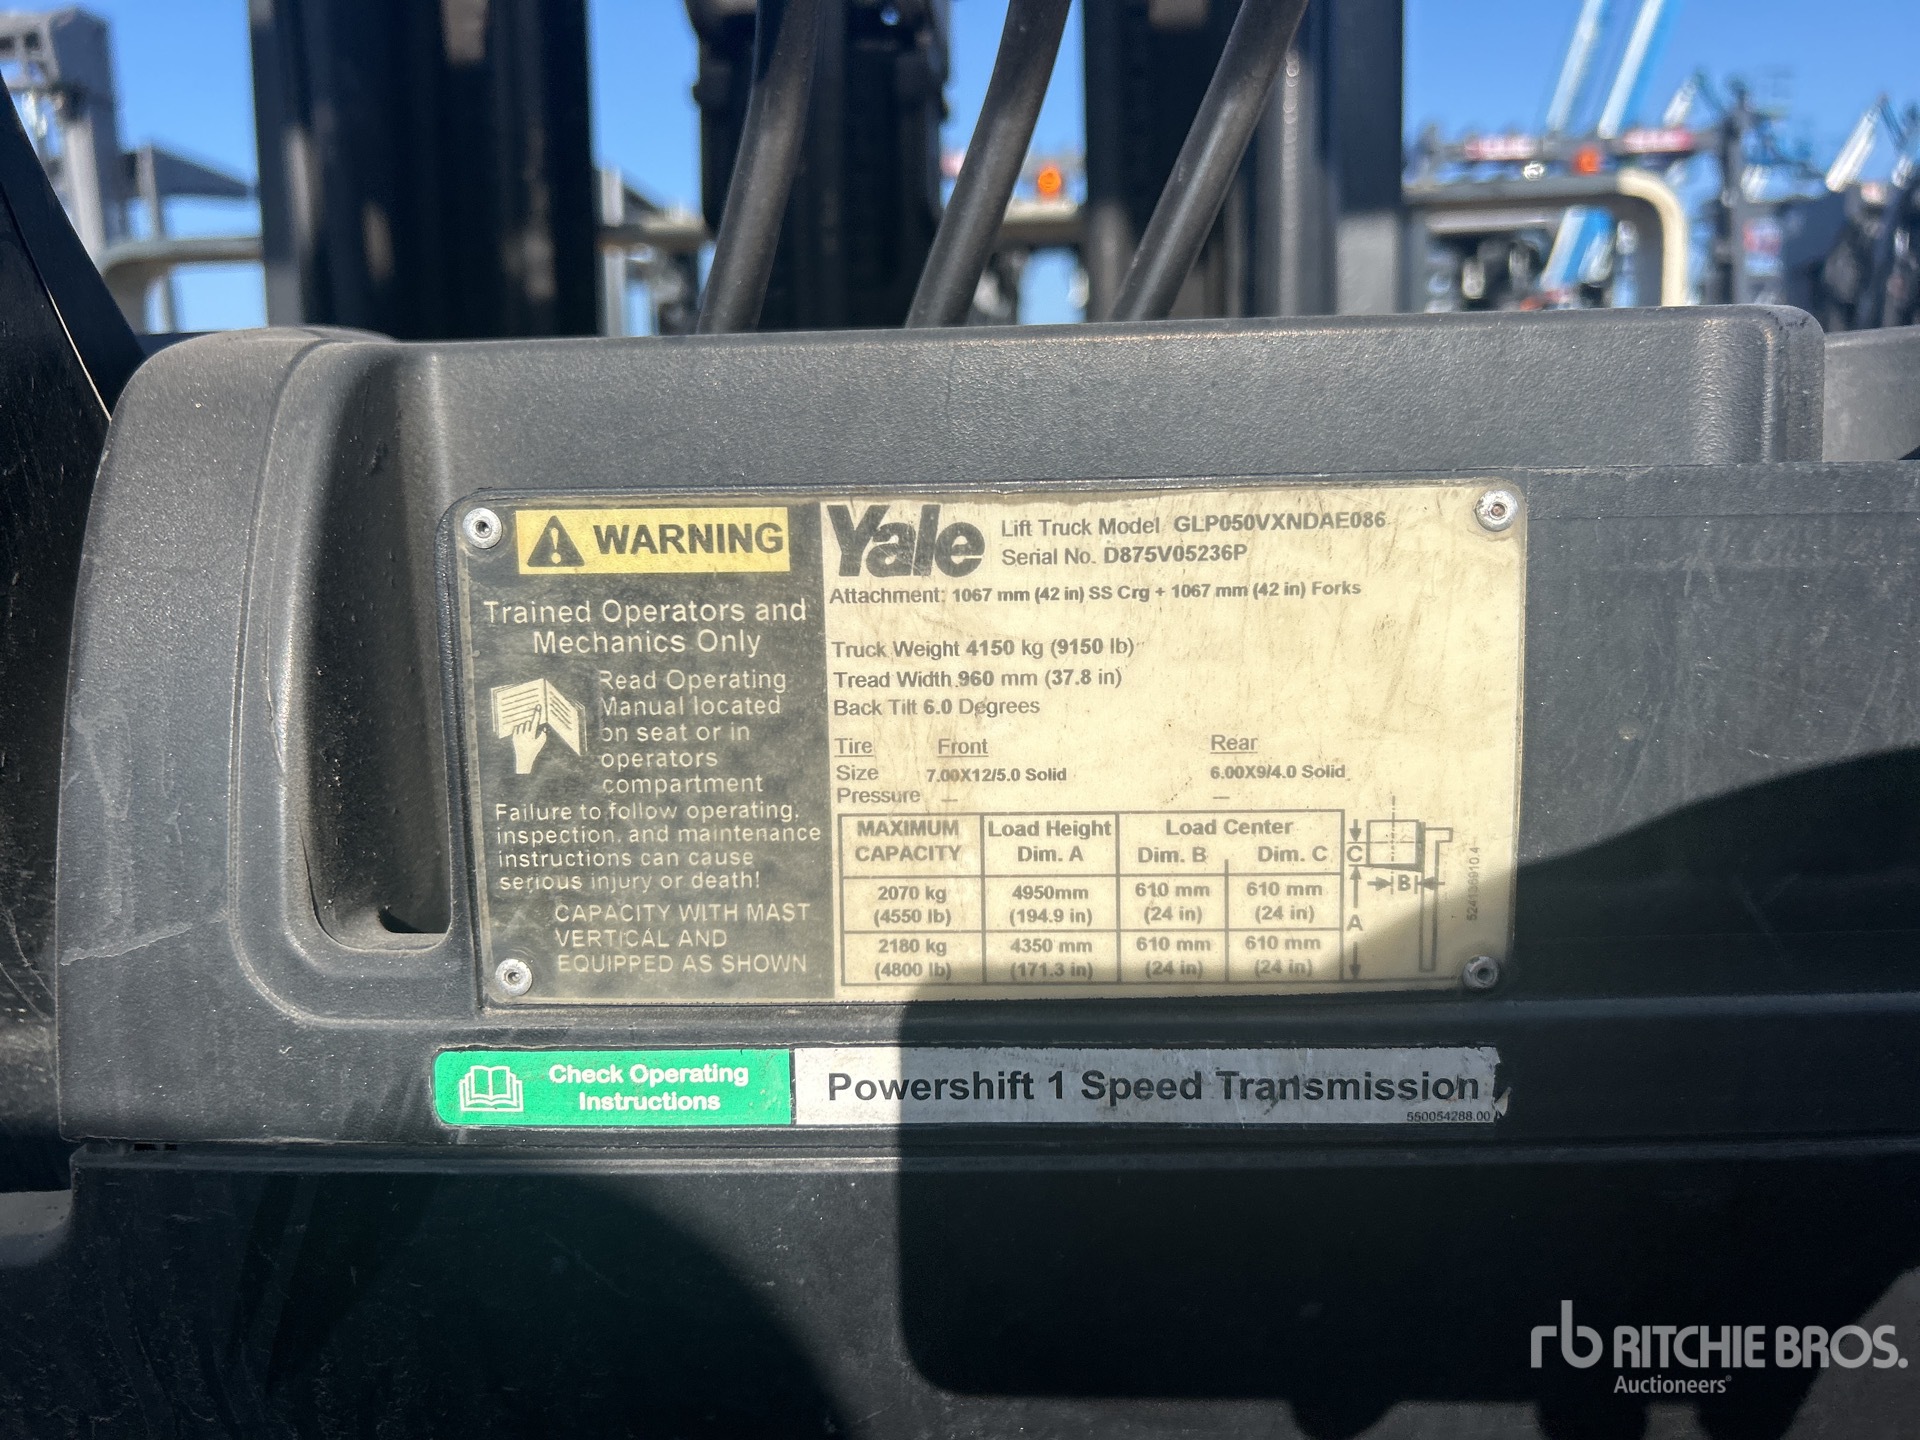 WARNING
Trained Operators and
Mechanics Only
Read Operating
Manual located
on seat or in
operators
compartment
Failure to follow operating,
inspection, and maintenance
instructions can cause
serious injury or death!
CAPACITY WITH MAST
VERTICAL AND
EQUIPPED AS SHOWN
Yale
Lift Truck Model GLP050VXNDAE086
Serial No. D875V05236P
Attachment: 1067 mm (42 in) SS Crg + 1067 mm (42 in) Forks
Truck Weight 4150 kg (9150 lb)
Tread Width 960 mm (37.8 in)
Back Tilt 6.0 Degrees
Tire Front Rear
Size 7.00X12/5.0 Solid 6.00X9/4.0 Solid
Pressure — —
MAXIMUM CAPACITY Load Height Dim. A Load Center Dim. B Dim. C
2070 kg (4550 lb) 4950mm (194.9 in) 610 mm (24 in) 610 mm (24 in)
2180 kg (4800 lb) 4350 mm (171.3 in) 610 mm (24 in) 610 mm (24 in)
C
B
A
Check Operating
Instructions
Powershift 1 Speed Transmission
550054288.00
rb RITCHIE BROS.
Auctioneers